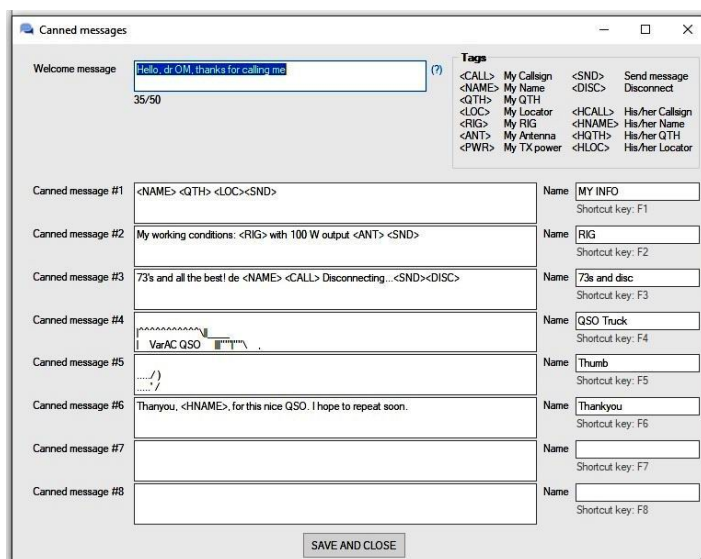 Canned messages
Welcome message
Hello, dr OM, thanks for calling me
(?)
35/50
Tags
<CALL> My Callsign <SND> Send message
<NAME> My Name <DISC> Disconnect
<QTH> My QTH
<LOC> My Locator <HCALL> His/her Callsign
<RIG> My RIG <HNAME> His/her Name
<ANT> My Antenna <HQTH> His/her QTH
<PWR> My TX power <HLOC> His/her Locator
Canned message #1 <NAME> <QTH> <LOC><SND> Name MY INFO
Shortcut key: F1
Canned message #2 My working conditions: <RIG> with 100 W output <ANT> <SND> Name RIG
Shortcut key: F2
Canned message #3 73's and all the best! de <NAME> <CALL> Disconnecting...<SND><DISC> Name 73s and disc
Shortcut key: F3
Canned message #4 Name QSO Truck
|^^^^^^^^^^^\||____
Shortcut key: F4
| VarAC QSO |||""'|""\ .
Canned message #5 Name Thumb
...../ )
Shortcut key: F5
.....' /
Canned message #6 Thanyou, <HNAME>, for this nice QSO. I hope to repeat soon. Name Thankyou
Shortcut key: F6
Canned message #7 Name
Shortcut key: F7
Canned message #8 Name
Shortcut key: F8
SAVE AND CLOSE